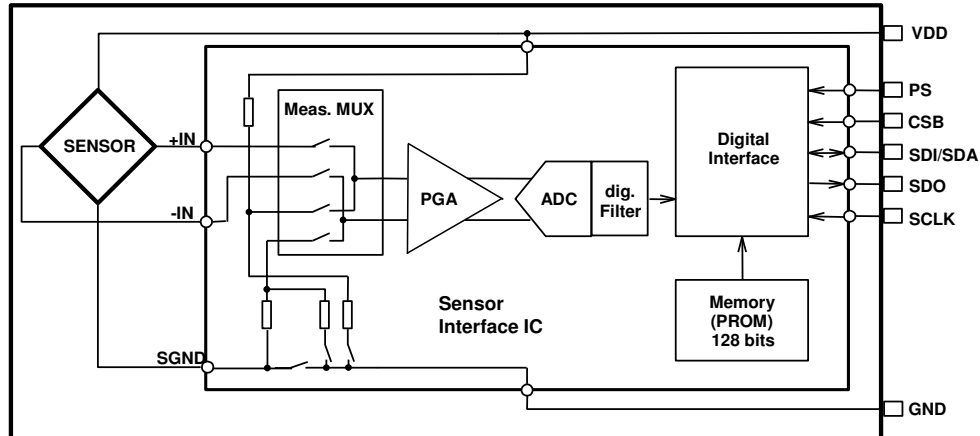 VDD
PS
Meas. MUX
CSB
+IN
SENSOR
Digital
Interface
SDI/SDA
PGA
ADC
dig.
Filter
SDO
-IN
SCLK
Sensor
Interface IC
Memory
(PROM)
128 bits
SGND
GND